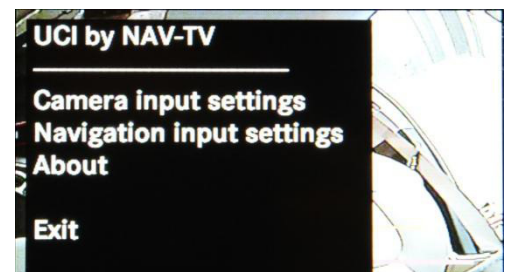 UCI by NAV-TV
Camera input settings
Navigation input settings
About
Exit